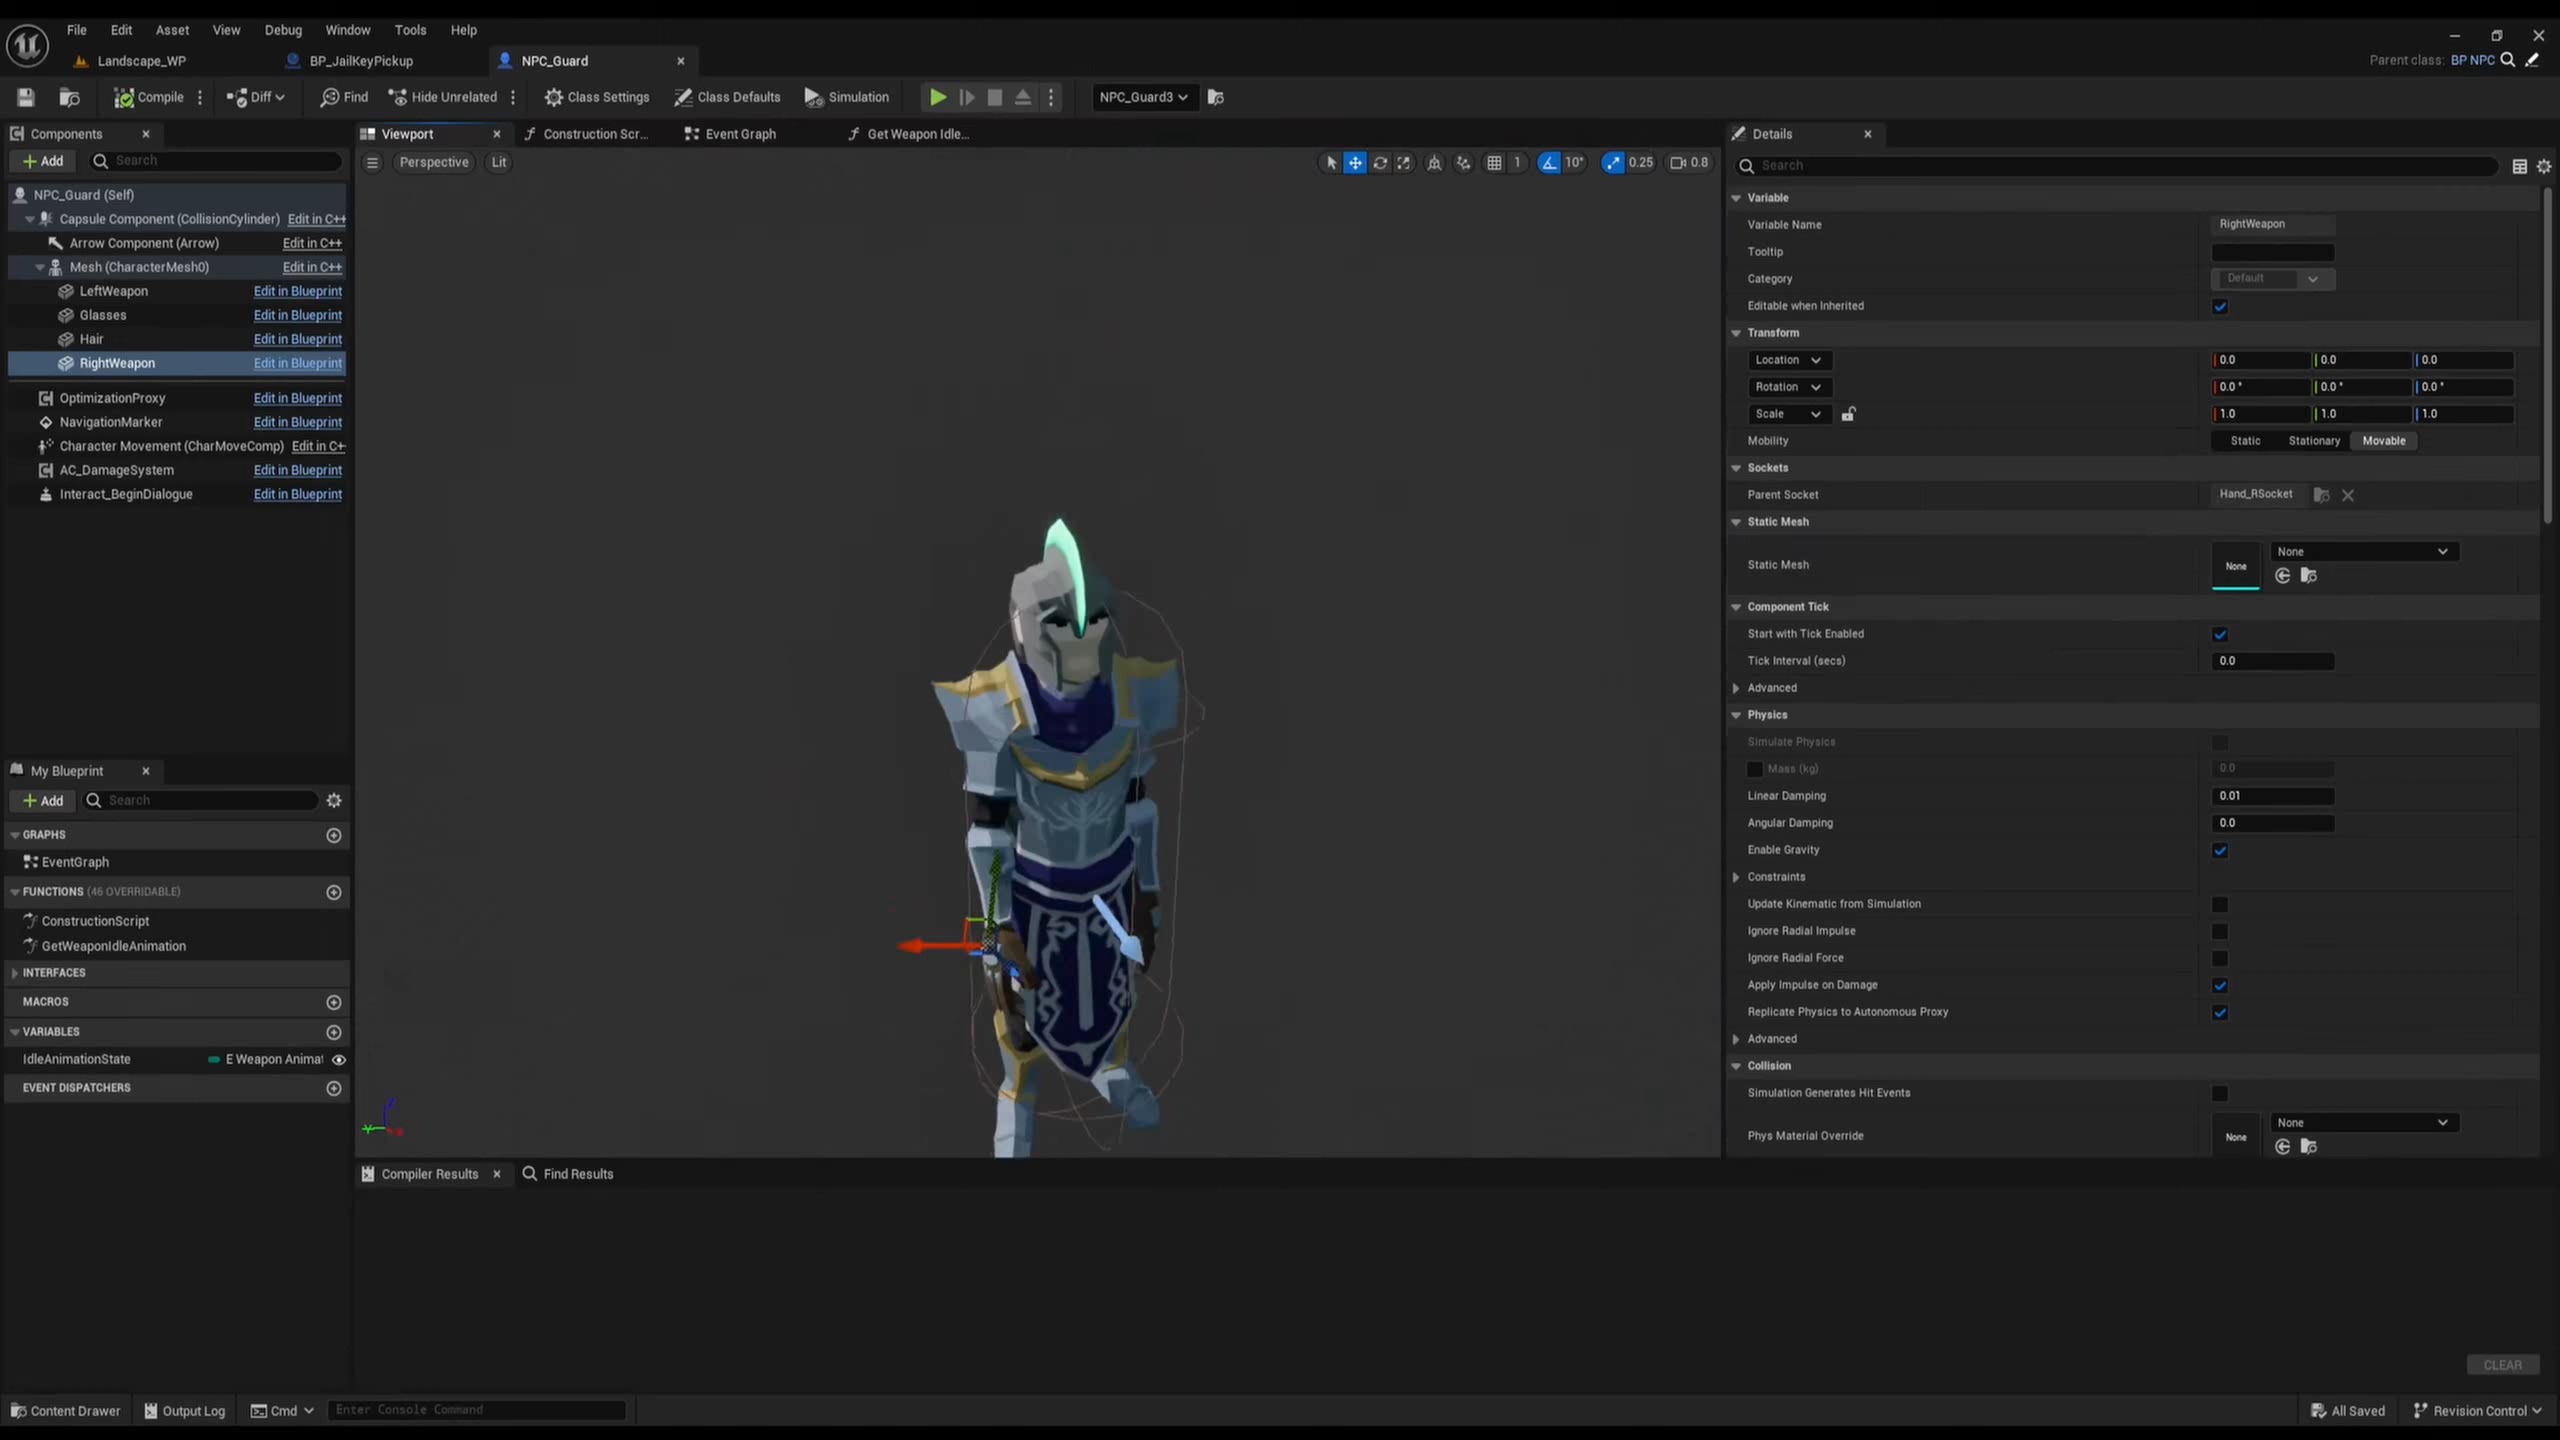 File Edit Asset View Debug Window Tools Help
Landscape_WP BP_JailKeyPickup NPC_Guard
Parent class: BP NPC
Compile Diff Find Hide Unrelated Class Settings Class Defaults Simulation NPC_Guard3
Components
Add Search
NPC_Guard (Self)
Capsule Component (CollisionCylinder) Edit in C++
Arrow Component (Arrow) Edit in C++
Mesh (CharacterMesh0) Edit in C++
LeftWeapon Edit in Blueprint
Glasses Edit in Blueprint
Hair Edit in Blueprint
RightWeapon Edit in Blueprint
OptimizationProxy Edit in Blueprint
NavigationMarker Edit in Blueprint
Character Movement (CharMoveComp) Edit in C+
AC_DamageSystem Edit in Blueprint
Interact_BeginDialogue Edit in Blueprint
My Blueprint
Add Search
GRAPHS
EventGraph
FUNCTIONS (46 OVERRIDABLE)
ConstructionScript
GetWeaponIdleAnimation
INTERFACES
MACROS
VARIABLES
IdleAnimationState E Weapon Animat
EVENT DISPATCHERS
Viewport Construction Scr... Event Graph Get Weapon Idle...
Perspective Lit 1 10° 0.25 0.8
Compiler Results Find Results
CLEAR
Details
Search
Variable
Variable Name RightWeapon
Tooltip
Category Default
Editable when Inherited
Transform
Location 0.0 0.0 0.0
Rotation 0.0 ° 0.0 ° 0.0 °
Scale 1.0 1.0 1.0
Mobility Static Stationary Movable
Sockets
Parent Socket Hand_RSocket
Static Mesh
Static Mesh None None
Component Tick
Start with Tick Enabled
Tick Interval (secs) 0.0
Advanced
Physics
Simulate Physics
Mass (kg) 0.0
Linear Damping 0.01
Angular Damping 0.0
Enable Gravity
Constraints
Update Kinematic from Simulation
Ignore Radial Impulse
Ignore Radial Force
Apply Impulse on Damage
Replicate Physics to Autonomous Proxy
Advanced
Collision
Simulation Generates Hit Events
Phys Material Override None None
Content Drawer Output Log Cmd Enter Console Command All Saved Revision Control